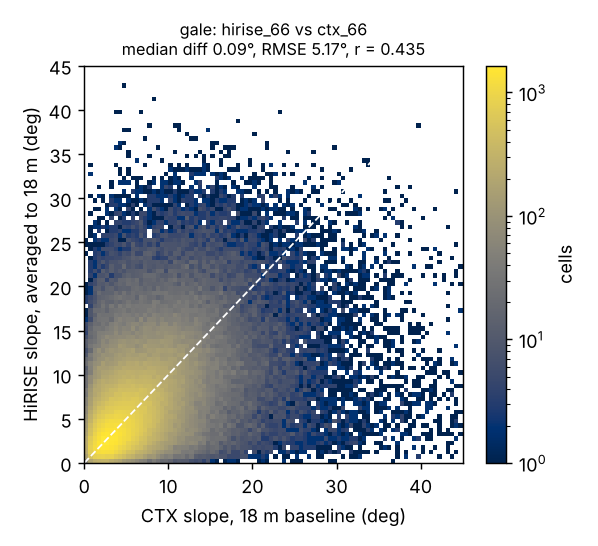 gale: hirise_66 vs ctx_66
median diff 0.09°, RMSE 5.17°, r = 0.435
45
40
35
30
25
20
15
10
5
0
HiRISE slope, averaged to 18 m (deg)
0 10 20 30 40
CTX slope, 18 m baseline (deg)
10³
10²
10¹
10⁰
cells